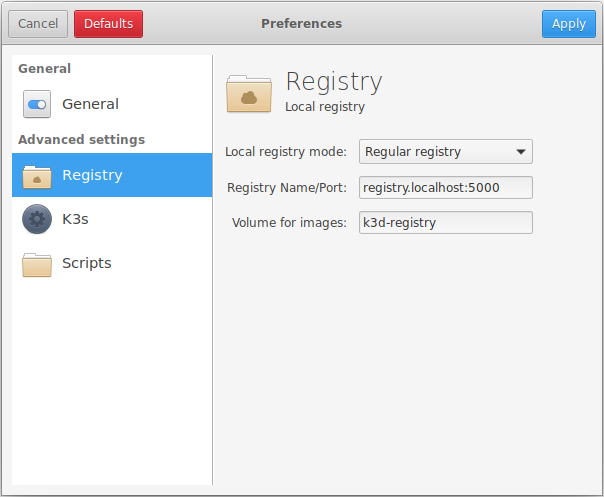 Cancel
Defaults
Preferences
Apply
General
General
Advanced settings
Registry
K3s
Scripts
Registry
Local registry
Local registry mode: Regular registry
Registry Name/Port: registry.localhost:5000
Volume for images: k3d-registry